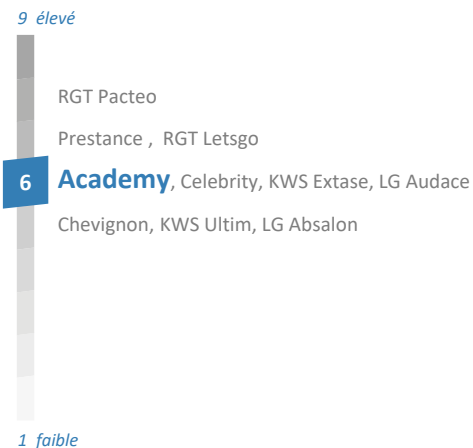 9 élevé
RGT Pacteo
Prestance , RGT Letsgo
6 Academy, Celebrity, KWS Extase, LG Audace
Chevignon, KWS Ultim, LG Absalon
1 faible